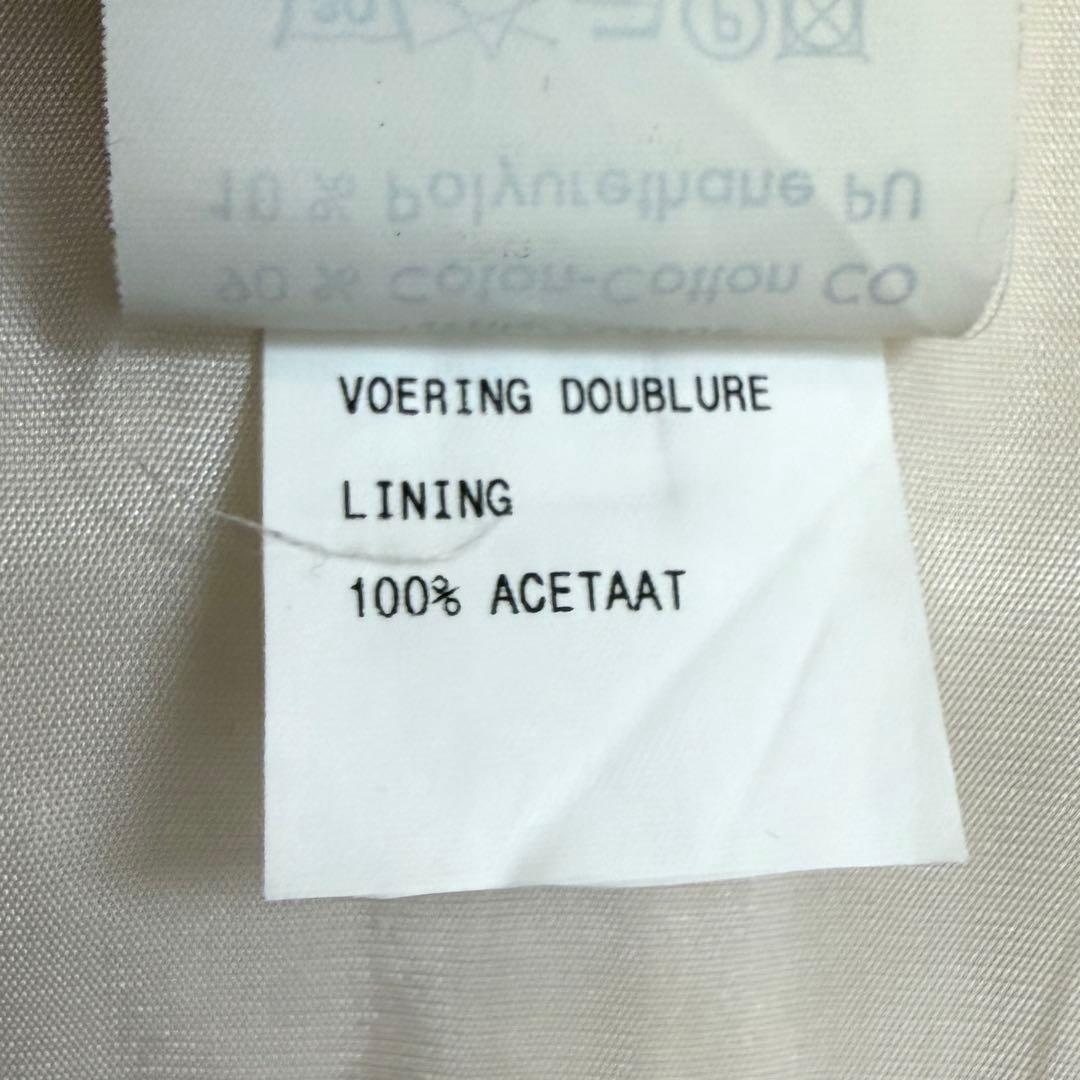 10 % Polyurethane PU
90 % Coton-Cotton CO
VOERING DOUBLURE
LINING
100% ACETAAT